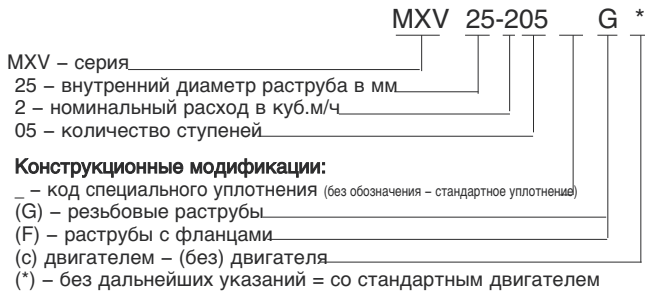 MXV 25-205 _ G *
MXV – серия
25 – внутренний диаметр раструба в мм
2 – номинальный расход в куб.м/ч
05 – количество ступеней
Конструкционные модификации:
_ – код специального уплотнения (без обозначения – стандартное уплотнение)
(G) – резьбовые раструбы
(F) – раструбы с фланцами
(с) двигателем – (без) двигателя
(*) – без дальнейших указаний = со стандартным двигателем